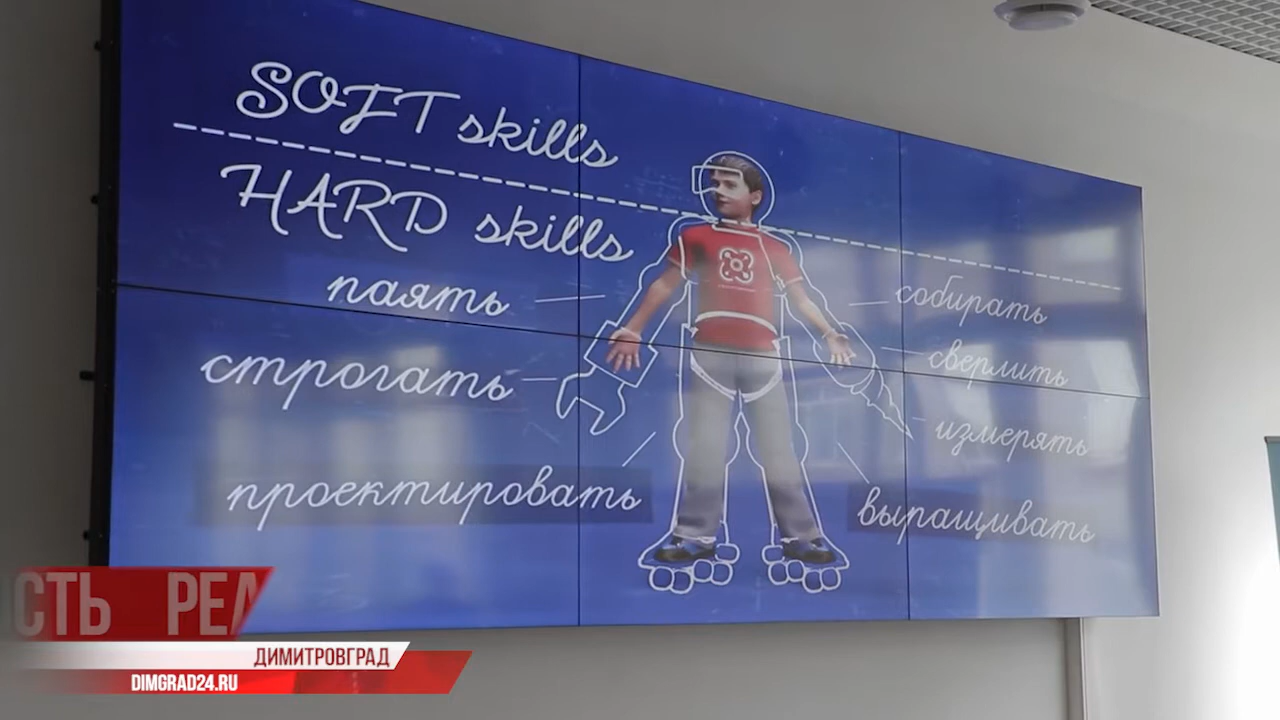 SOFT skills
HARD skills
паять
строгать
проектировать
собирать
сверлить
измерять
выращивать
ДИМИТРОВГРАД
DIMGRAD24.RU